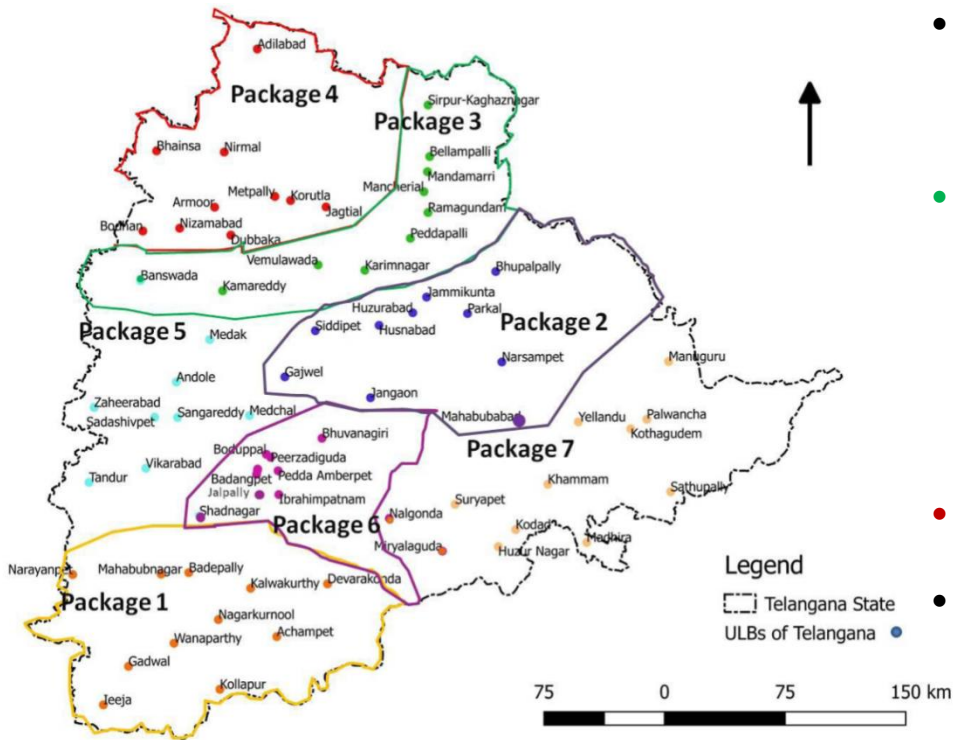 Adilabad
Package 4
Sirpur-Kaghaznagar
Package 3
Bhainsa
Nirmal
Bellampalli
Mandamarri
Mancherial
Metpally
Korutla
Armoor
Jagtial
Ramagundam
Bodhan
Nizamabad
Dubbaka
Peddapalli
Vemulawada
Karimnagar
Bhupalpally
Banswada
Kamareddy
Jammikunta
Huzurabad
Parkal
Package 5
Siddipet
Husnabad
Package 2
Medak
Narsampet
Manuguru
Gajwel
Andole
Jangaon
Zaheerabad
Sadashivpet
Sangareddy
Medchal
Mahabubabad
Yellandu
Palwancha
Kothagudem
Bhuvanagiri
Package 7
Boduppal
Peerzadiguda
Vikarabad
Badangpet
Pedda Amberpet
Tandur
Jalpally
Ibrahimpatnam
Khammam
Sathupally
Suryapet
Shadnagar
Package 6
Nalgonda
Kodad
Madhira
Miryalaguda
Huzur Nagar
Narayanpet
Mahabubnagar
Badepally
Kalwakurthy
Devarakonda
Package 1
Nagarkurnool
Achampet
Wanaparthy
Gadwal
Kollapur
Ieeja
Legend
Telangana State
ULBs of Telangana
75 0 75 150 km